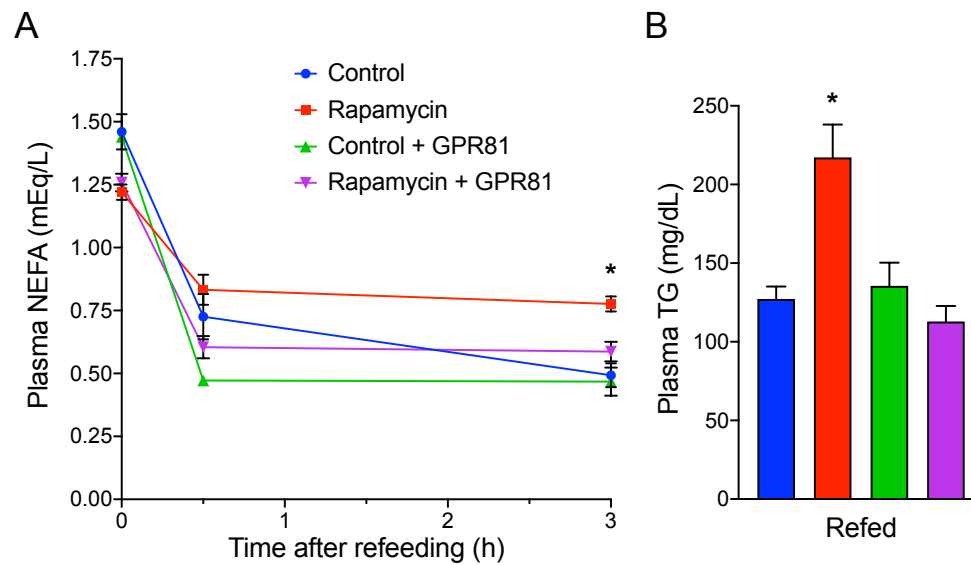 A
Plasma NEFA (mEq/L)
1.75
1.50
1.25
1.00
0.75
0.50
0.25
0.00
Control
Rapamycin
Control + GPR81
Rapamycin + GPR81
*
0
1
2
3
Time after refeeding (h)
B
Plasma TG (mg/dL)
250
200
150
100
50
0
*
Refed